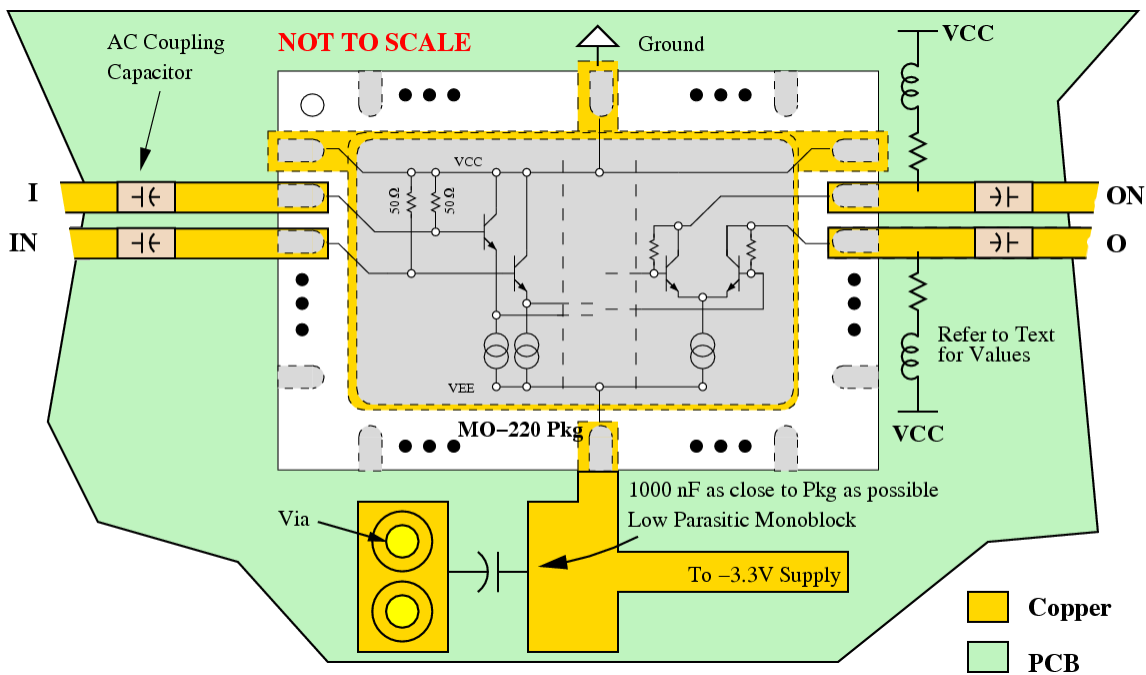 AC Coupling
Capacitor
NOT TO SCALE
Ground
VCC
VCC
50 Ω
50 Ω
I
ON
IN
O
Refer to Text
for Values
VEE
VCC
MO−220 Pkg
1000 nF as close to Pkg as possible
Low Parasitic Monoblock
Via
To −3.3V Supply
Copper
PCB